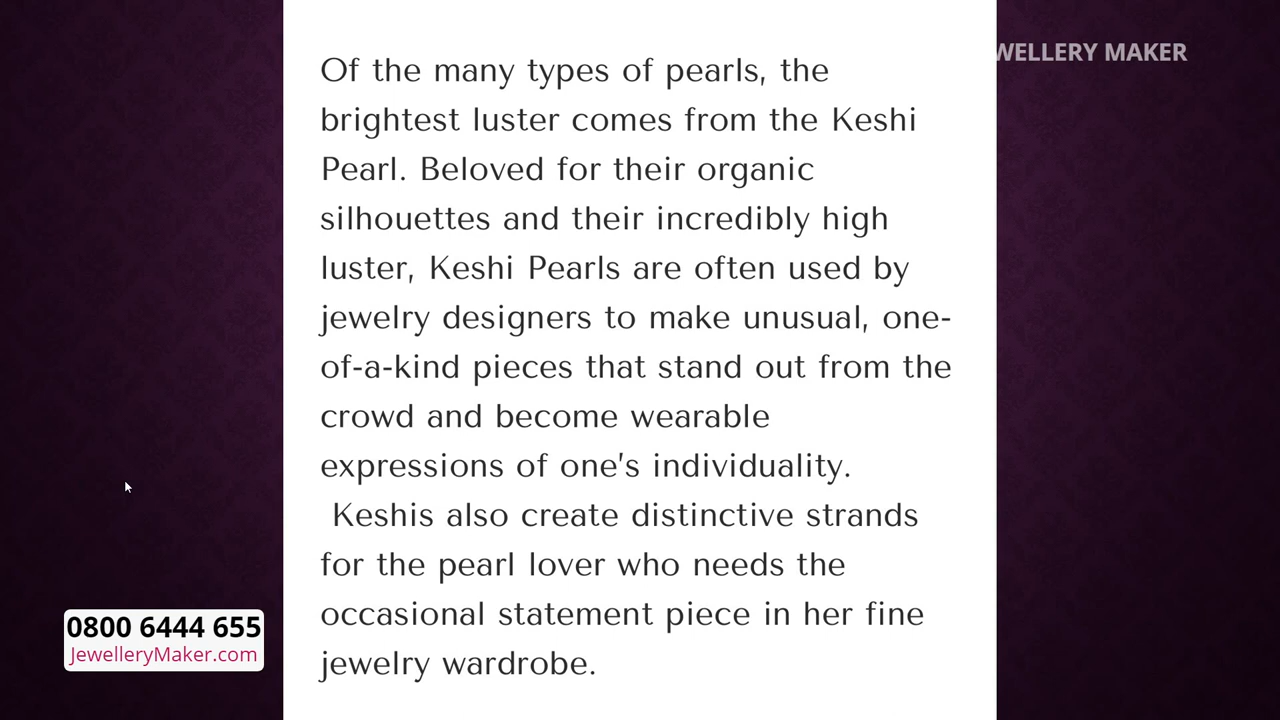 WELLERY MAKER
Of the many types of pearls, the
brightest luster comes from the Keshi
Pearl. Beloved for their organic
silhouettes and their incredibly high
luster, Keshi Pearls are often used by
jewelry designers to make unusual, one-
of-a-kind pieces that stand out from the
crowd and become wearable
expressions of one's individuality.
Keshis also create distinctive strands
for the pearl lover who needs the
occasional statement piece in her fine
jewelry wardrobe.
0800 6444 655
JewelleryMaker.com